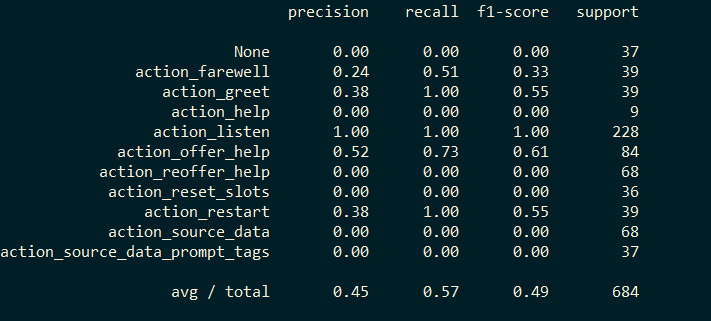 precision recall f1-score support
None 0.00 0.00 0.00 37
action_farewell 0.24 0.51 0.33 39
action_greet 0.38 1.00 0.55 39
action_help 0.00 0.00 0.00 9
action_listen 1.00 1.00 1.00 228
action_offer_help 0.52 0.73 0.61 84
action_reoffer_help 0.00 0.00 0.00 68
action_reset_slots 0.00 0.00 0.00 36
action_restart 0.38 1.00 0.55 39
action_source_data 0.00 0.00 0.00 68
action_source_data_prompt_tags 0.00 0.00 0.00 37
avg / total 0.45 0.57 0.49 684